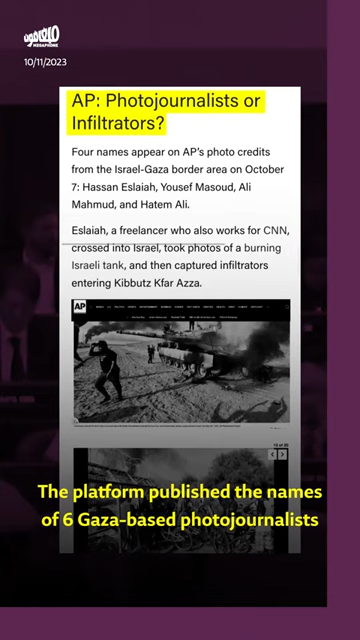 ميغافون
MEGAPHONE
10/11/2023
AP: Photojournalists or
Infiltrators?
Four names appear on AP's photo credits
from the Israel-Gaza border area on October
7: Hassan Eslaiah, Yousef Masoud, Ali
Mahmud, and Hatem Ali.
Eslaiah, a freelancer who also works for CNN,
crossed into Israel, took photos of a burning
Israeli tank, and then captured infiltrators
entering Kibbutz Kfar Azza.
AP
The platform published the names
of 6 Gaza-based photojournalists